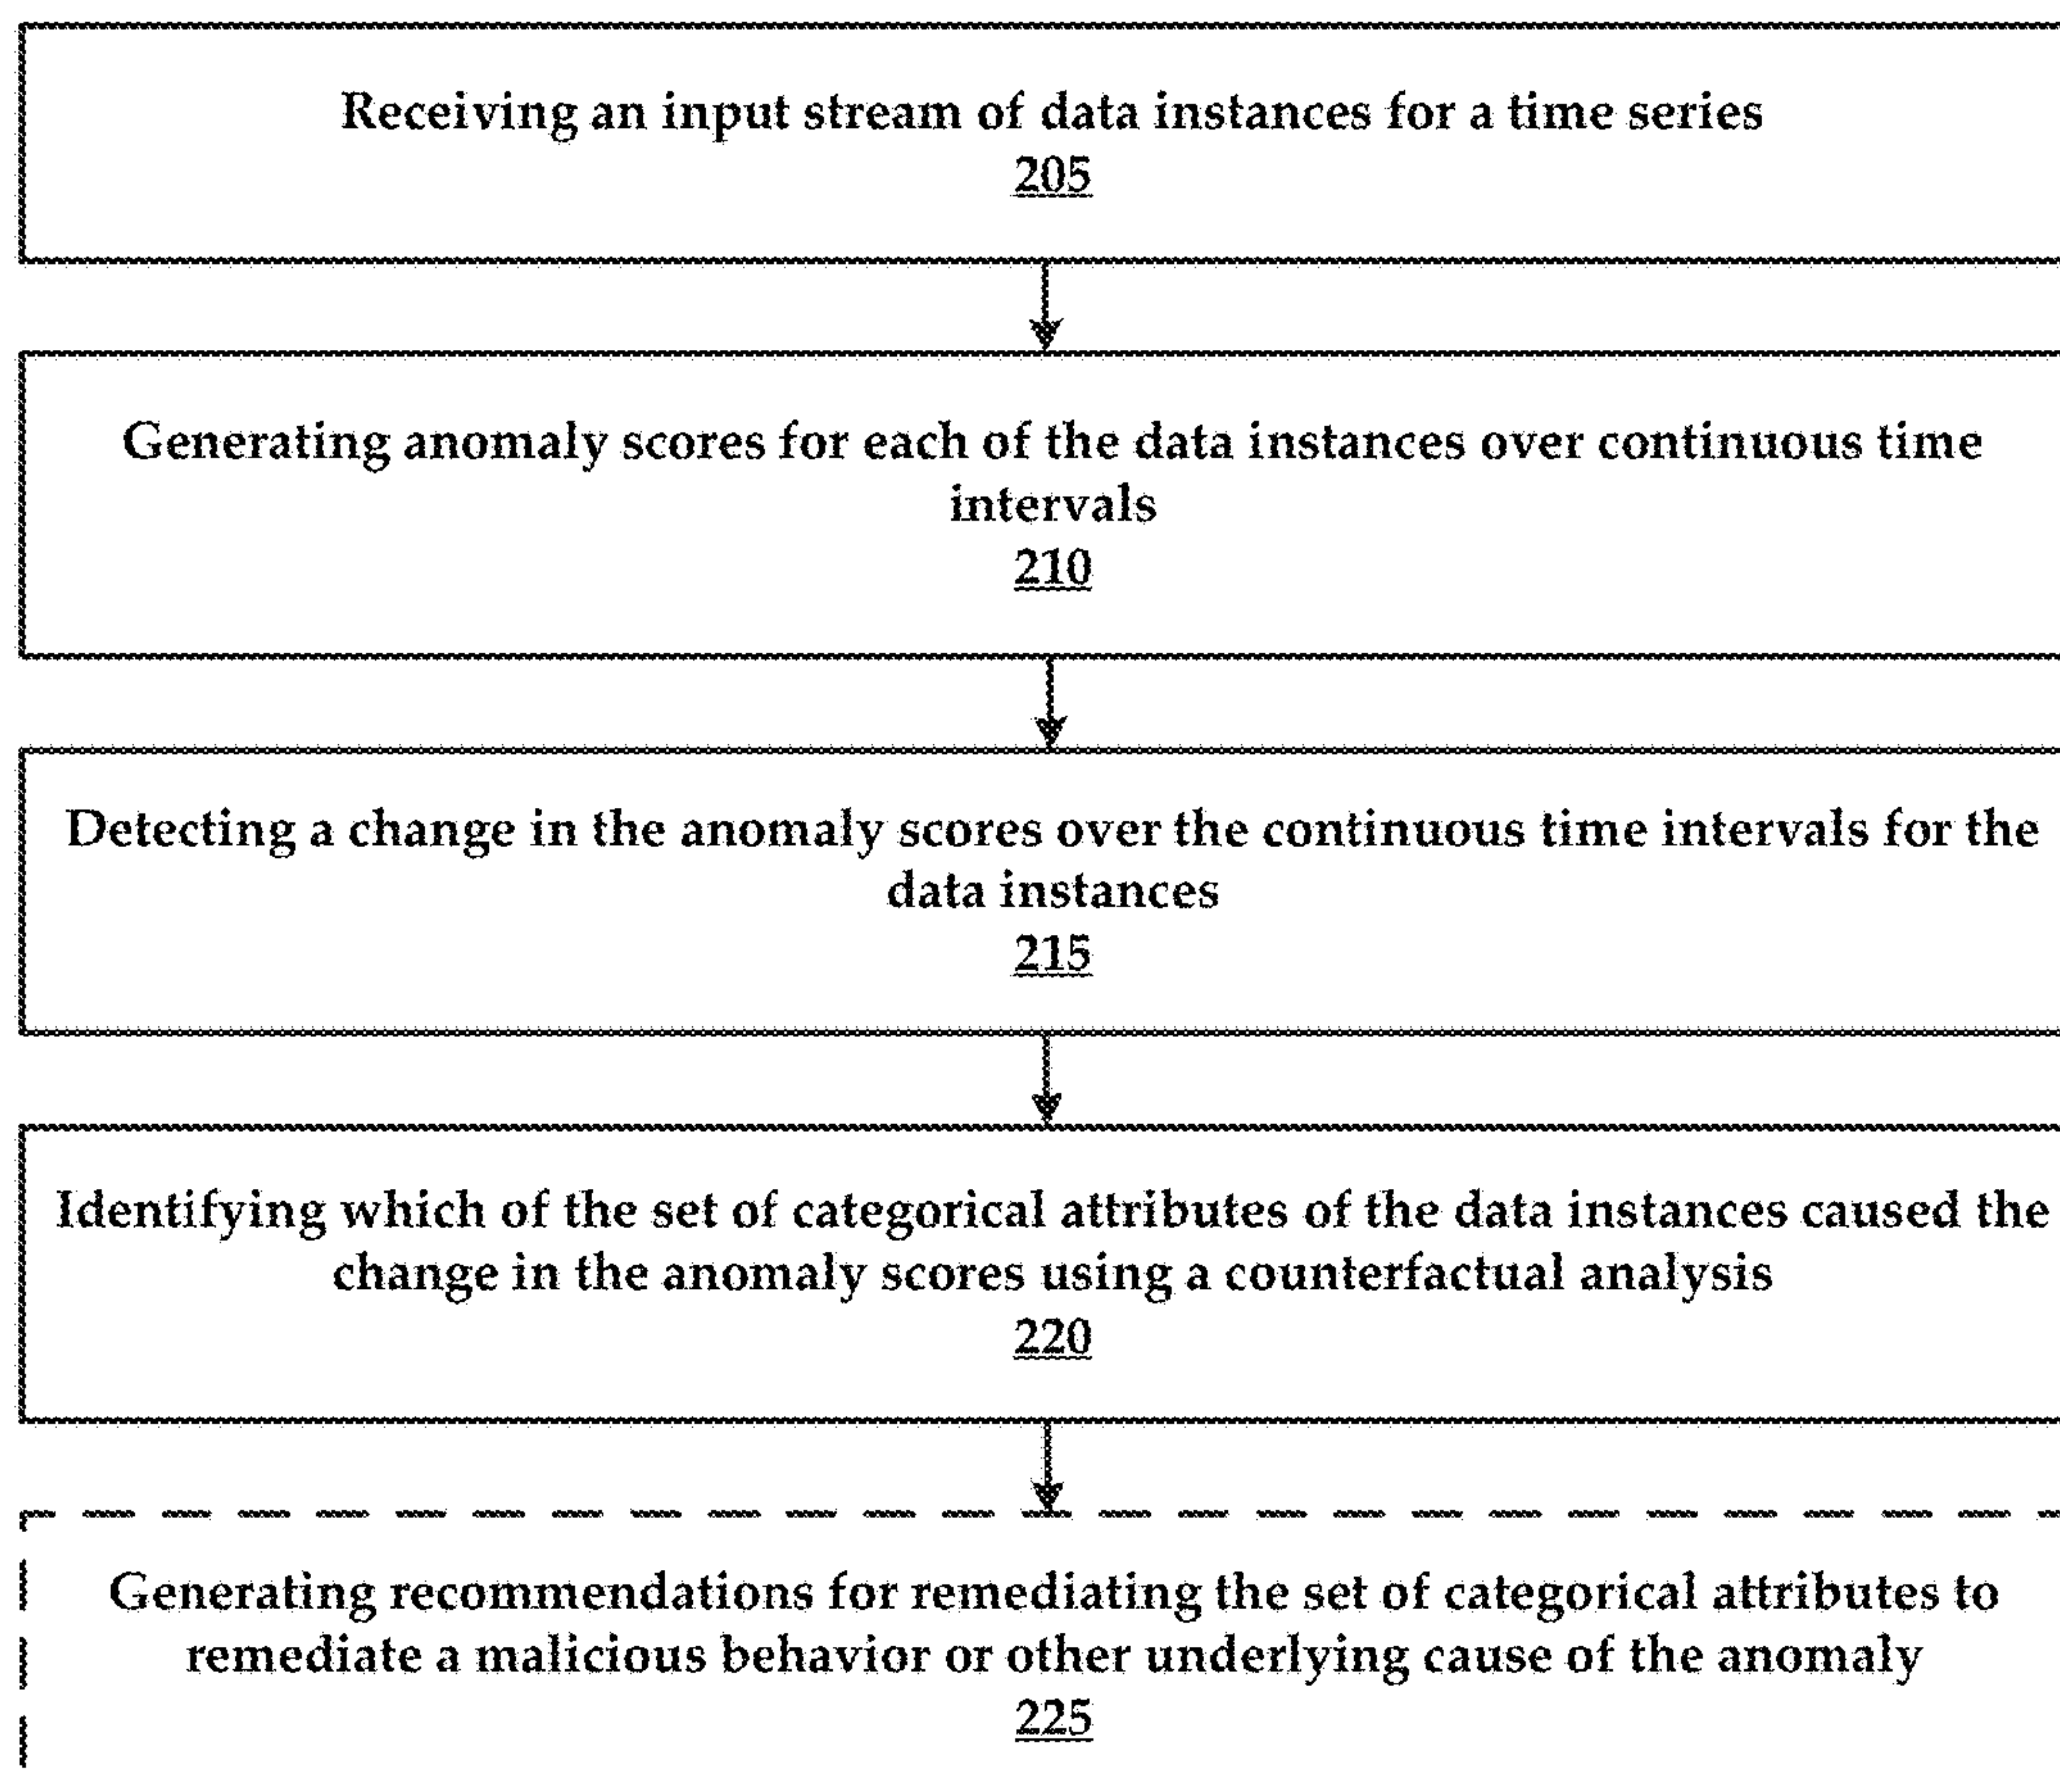 Receiving an input stream of data instances for a time series
205
Generating anomaly scores for each of the data instances over continuous time
intervals
210
Detecting a change in the anomaly scores over the continuous time intervals for the
data instances
215
Identifying which of the set of categorical attributes of the data instances caused the
change in the anomaly scores using a counterfactual analysis
220
Generating recommendations for remediating the set of categorical attributes to
remediate a malicious behavior or other underlying cause of the anomaly
225